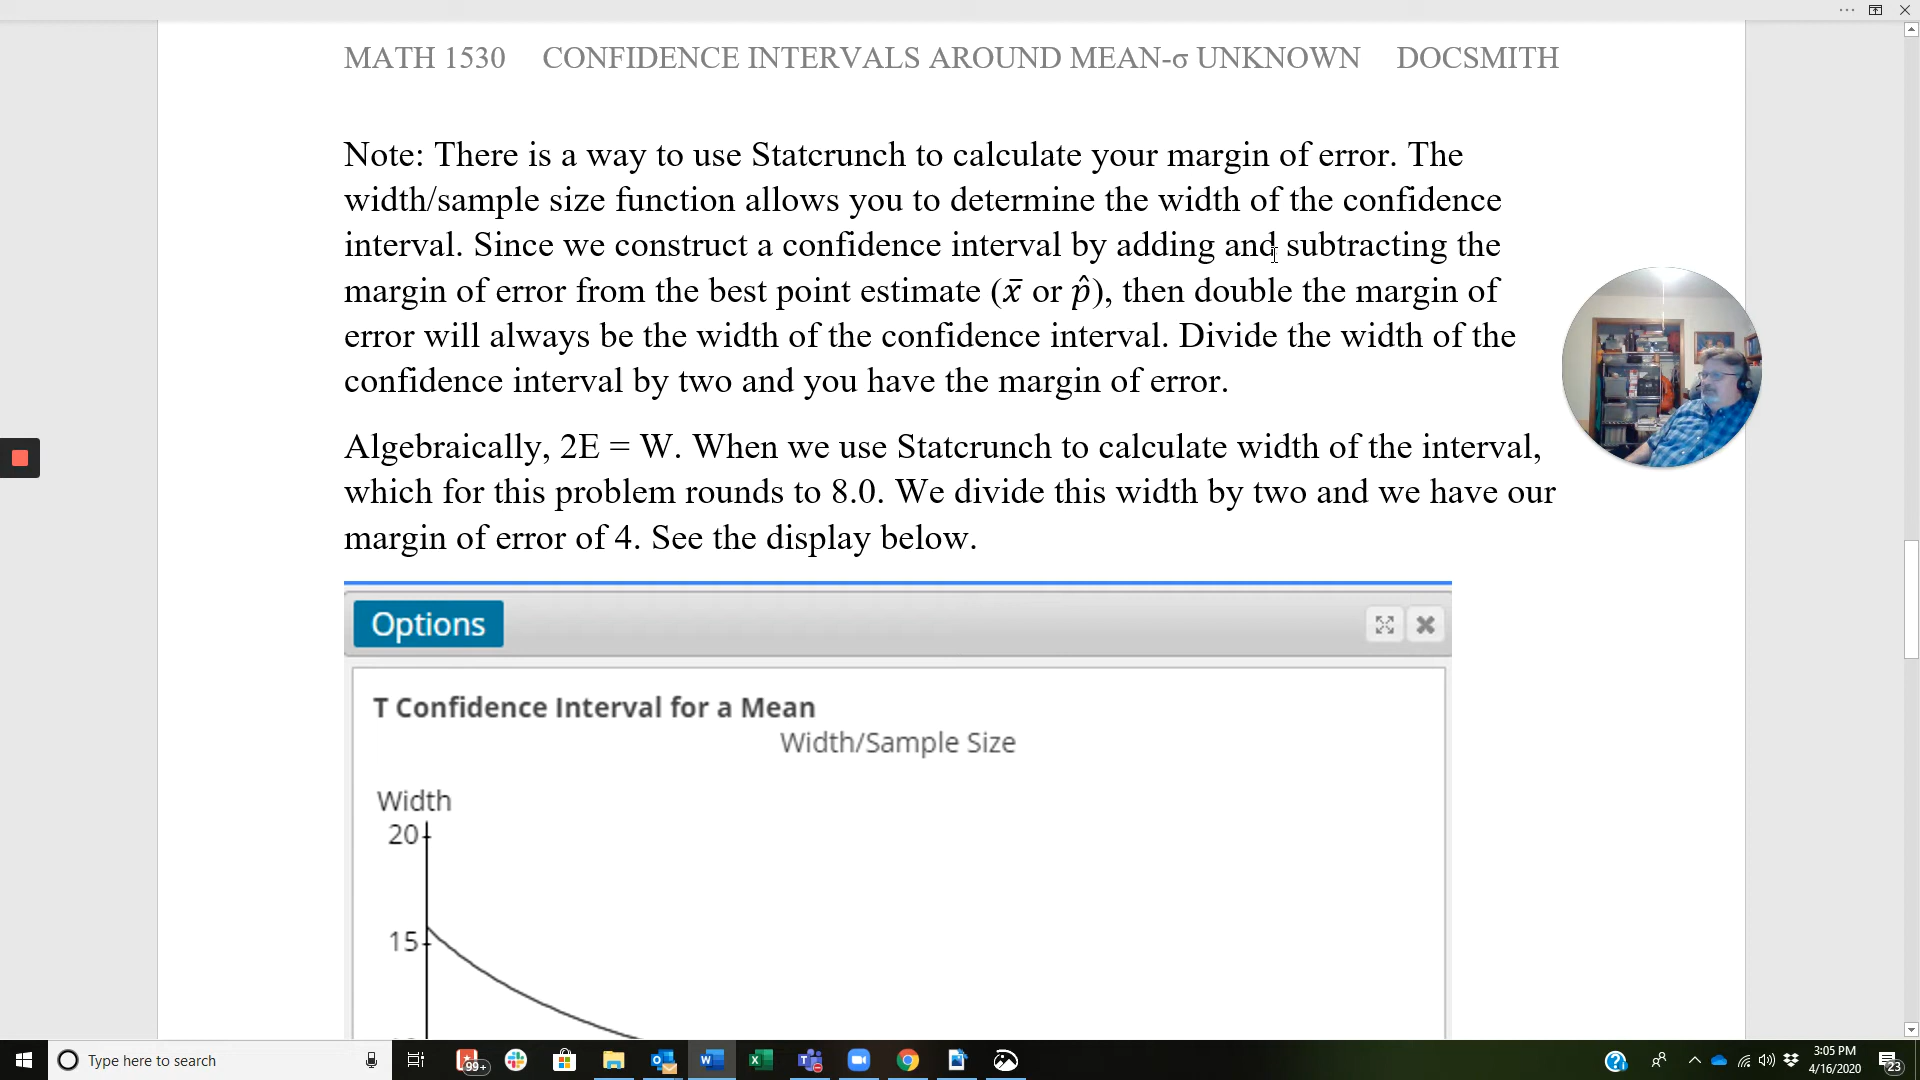 MATH 1530 CONFIDENCE INTERVALS AROUND MEAN-σ UNKNOWN DOCSMITH
Note: There is a way to use Statcrunch to calculate your margin of error. The
width/sample size function allows you to determine the width of the confidence
interval. Since we construct a confidence interval by adding and subtracting the
margin of error from the best point estimate (x̄ or p̂), then double the margin of
error will always be the width of the confidence interval. Divide the width of the
confidence interval by two and you have the margin of error.
Algebraically, 2E = W. When we use Statcrunch to calculate width of the interval,
which for this problem rounds to 8.0. We divide this width by two and we have our
margin of error of 4. See the display below.
Options
T Confidence Interval for a Mean
Width/Sample Size
Width
20
15
Type here to search
99+
3:05 PM
4/16/2020
23